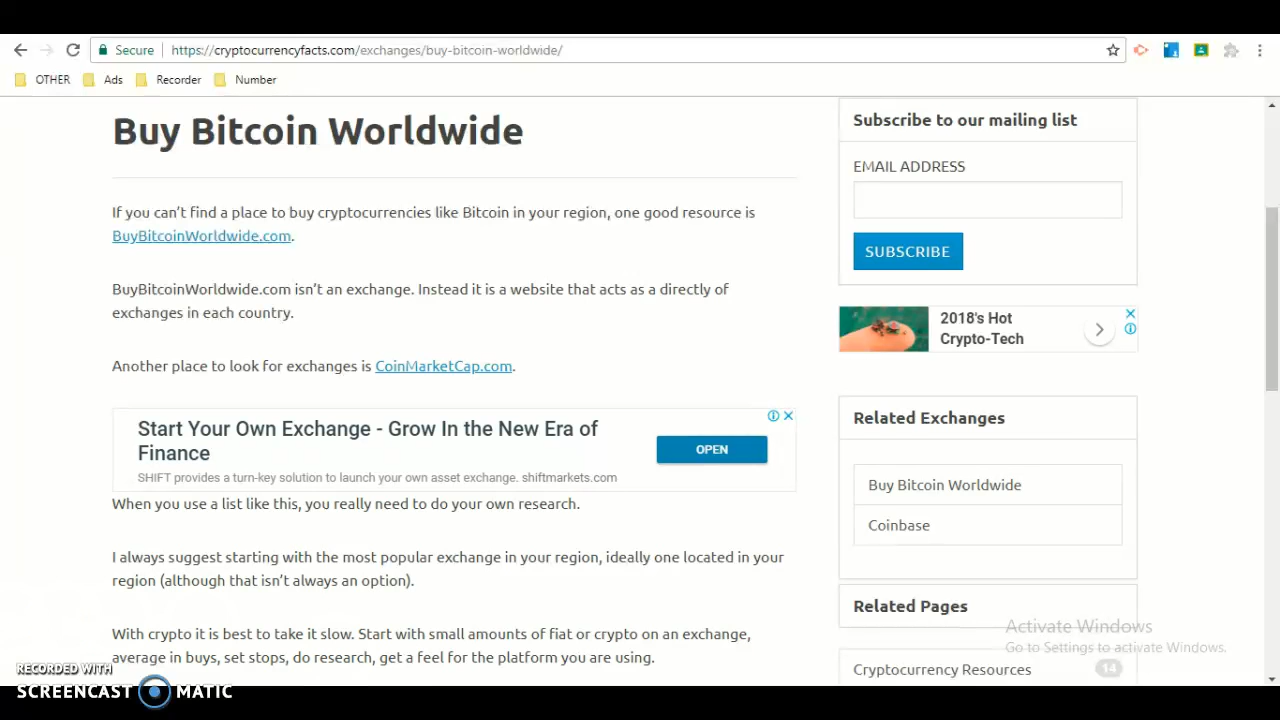 Secure
https://cryptocurrencyfacts.com/exchanges/buy-bitcoin-worldwide/
OTHER Ads Recorder Number
Buy Bitcoin Worldwide
If you can't find a place to buy cryptocurrencies like Bitcoin in your region, one good resource is
BuyBitcoinWorldwide.com.
BuyBitcoinWorldwide.com isn't an exchange. Instead it is a website that acts as a directly of
exchanges in each country.
Another place to look for exchanges is CoinMarketCap.com.
Start Your Own Exchange - Grow In the New Era of
Finance
SHIFT provides a turn-key solution to launch your own asset exchange. shiftmarkets.com
OPEN
When you use a list like this, you really need to do your own research.
I always suggest starting with the most popular exchange in your region, ideally one located in your
region (although that isn't always an option).
With crypto it is best to take it slow. Start with small amounts of fiat or crypto on an exchange,
average in buys, set stops, do research, get a feel for the platform you are using.
Subscribe to our mailing list
EMAIL ADDRESS
SUBSCRIBE
2018's Hot
Crypto-Tech
Related Exchanges
Buy Bitcoin Worldwide
Coinbase
Related Pages
Cryptocurrency Resources 14
Activate Windows
Go to Settings to activate Windows.
RECORDED WITH
SCREENCAST MATIC